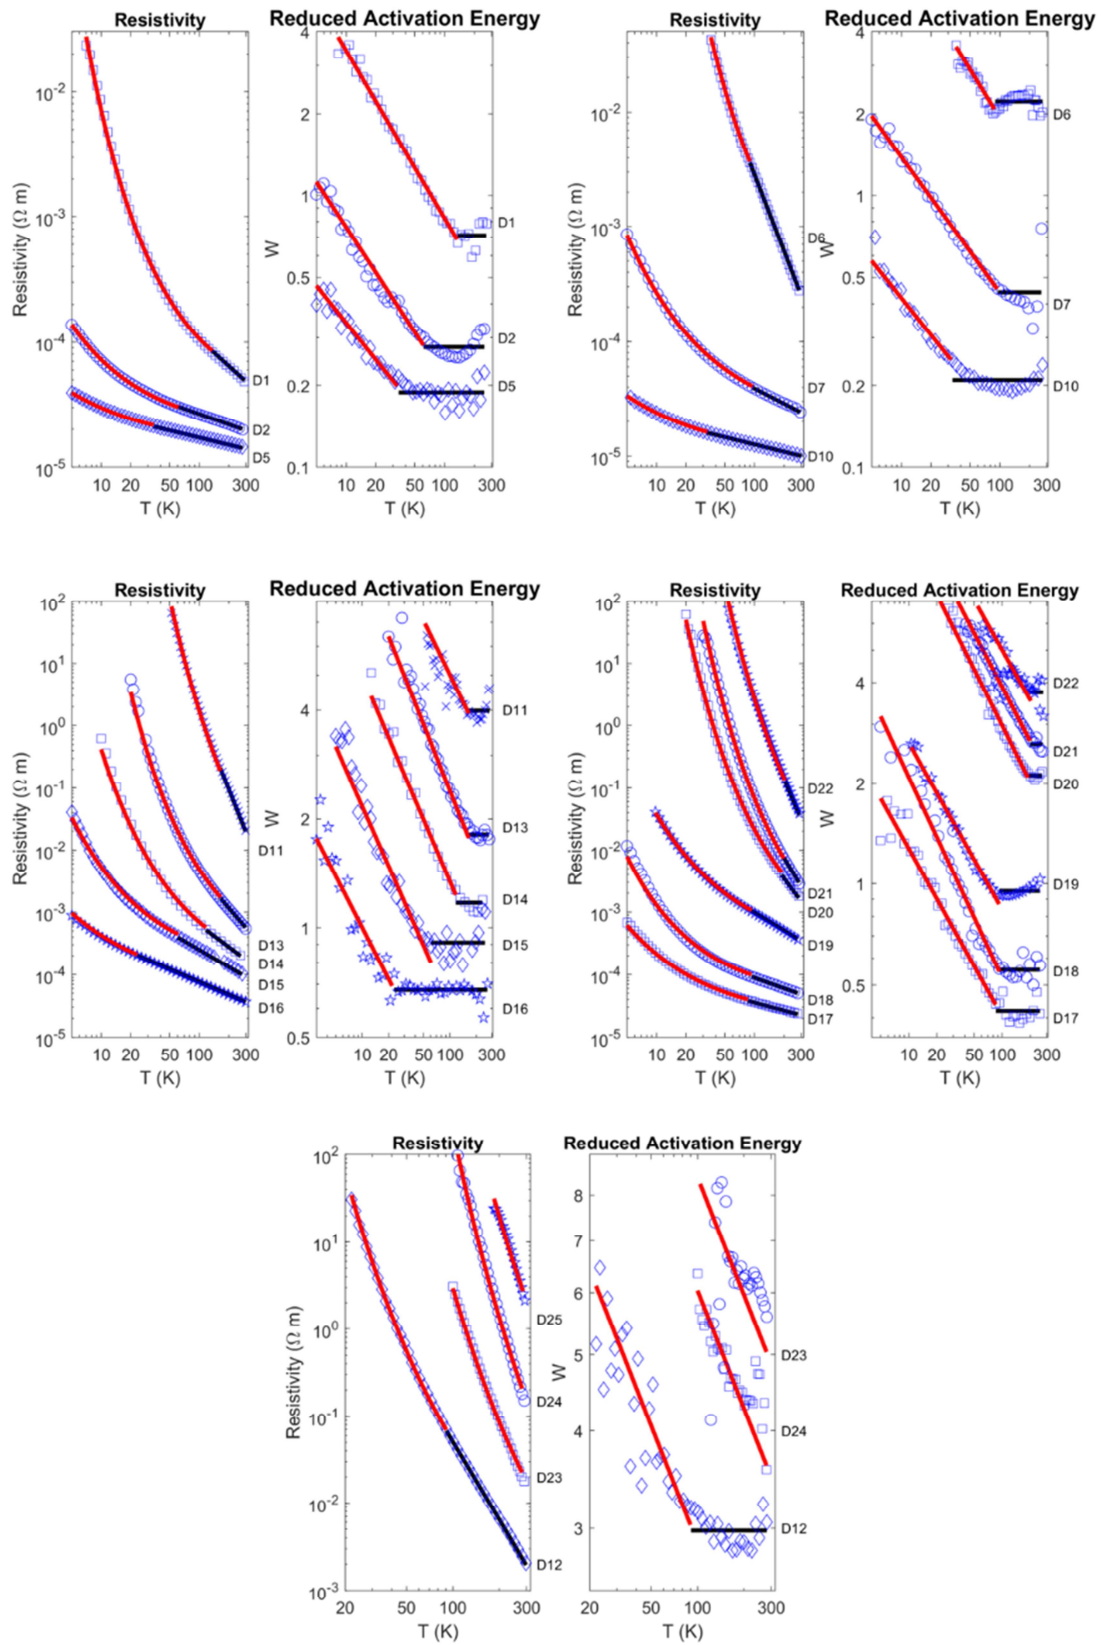 Resistivity
Reduced Activation Energy
Resistivity
Reduced Activation Energy
Resistivity (Ω m)
10^-2
10^-3
10^-4
10^-5
10 20 50 100 300
T (K)
D1
D2
D5
W
4
2
1
0.5
0.2
0.1
10 20 50 100 300
T (K)
D1
D2
D5
Resistivity (Ω m)
10^-2
10^-3
10^-4
10^-5
10 20 50 100 300
T (K)
D6
D7
D10
W
4
2
1
0.5
0.2
0.1
10 20 50 100 300
T (K)
D6
D7
D10
Resistivity
Reduced Activation Energy
Resistivity
Reduced Activation Energy
Resistivity (Ω m)
10^2
10^1
10^0
10^-1
10^-2
10^-3
10^-4
10^-5
10 20 50 100 300
T (K)
D11
D13
D14
D15
D16
W
4
2
1
0.5
10 20 50 100 300
T (K)
D11
D13
D14
D15
D16
Resistivity (Ω m)
10^2
10^1
10^0
10^-1
10^-2
10^-3
10^-4
10^-5
10 20 50 100 300
T (K)
D22
D21
D20
D19
D18
D17
W
4
2
1
0.5
10 20 50 100 300
T (K)
D22
D21
D20
D19
D18
D17
Resistivity
Reduced Activation Energy
Resistivity (Ω m)
10^2
10^1
10^0
10^-1
10^-2
10^-3
20 50 100 300
T (K)
D25
D24
D23
D12
W
8
7
6
5
4
3
20 50 100 300
T (K)
D23
D24
D12